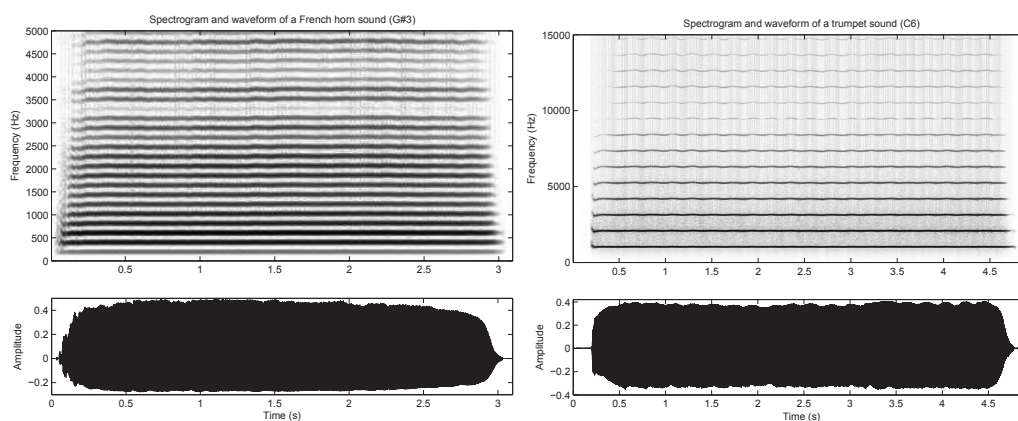 Spectrogram and waveform of a French horn sound (G#3)
5000
4500
4000
3500
3000
2500
2000
1500
1000
500
0
Frequency (Hz)
0.5 1 1.5 2 2.5 3
0.4
0.2
0
−0.2
Amplitude
0 0.5 1 1.5 2 2.5 3
Time (s)
Spectrogram and waveform of a trumpet sound (C6)
15000
10000
5000
0
Frequency (Hz)
0.5 1 1.5 2 2.5 3 3.5 4 4.5
0.4
0.2
0
−0.2
−0.4
Amplitude
0 0.5 1 1.5 2 2.5 3 3.5 4 4.5
Time (s)